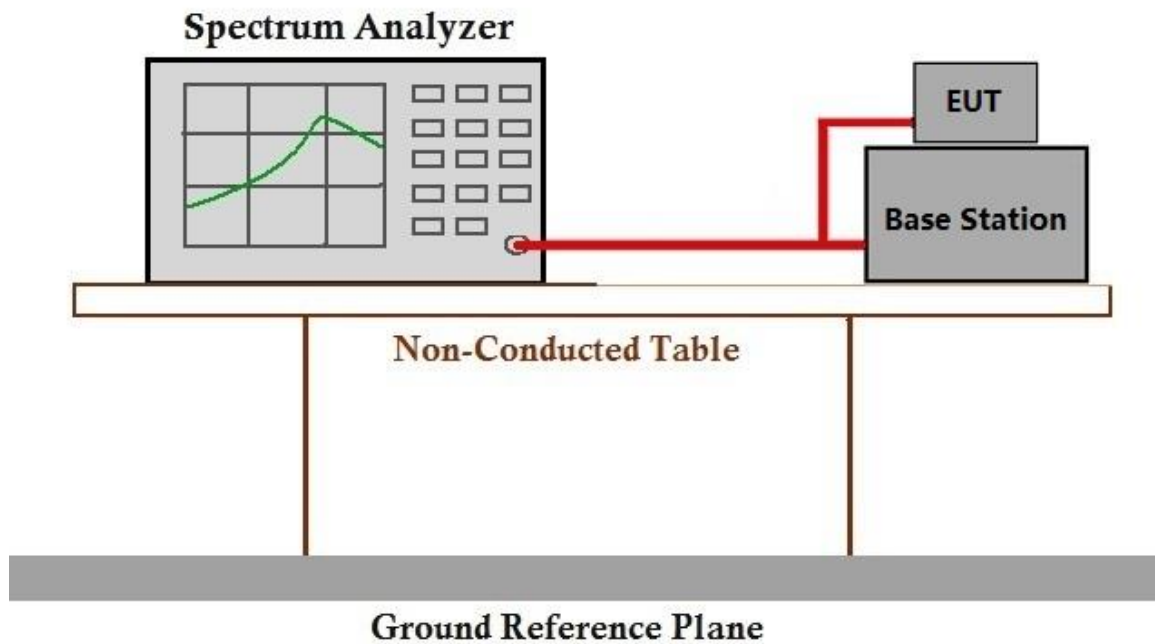 Spectrum Analyzer
EUT
Base Station
Non-Conducted Table
Ground Reference Plane